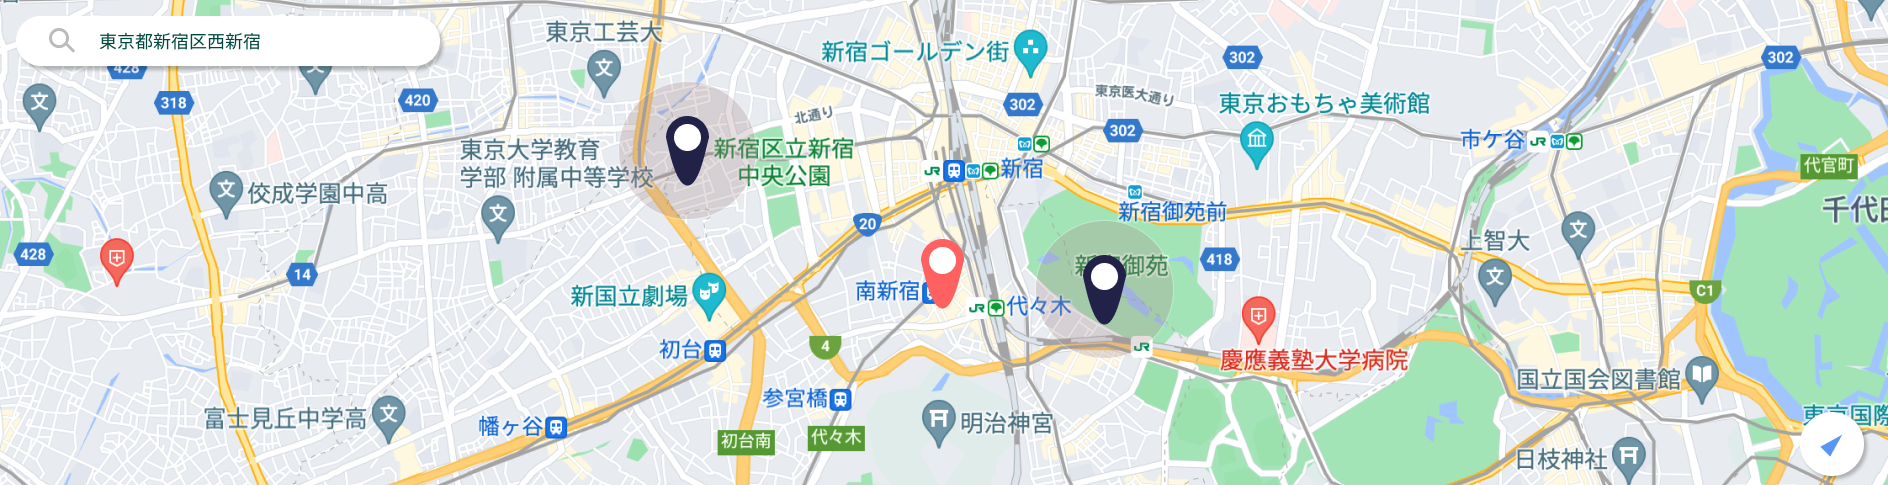 東京都新宿区西新宿
東京工芸大
新宿ゴールデン街
302
302
428
318
420
北通り
302
東京医大通り
東京おもちゃ美術館
302
市ケ谷
JR
東京大学教育
学部 附属中等学校
新宿区立新宿
中央公園
JR
新宿
代官町
佼成学園中高
新宿御苑前
千代田
20
428
14
上智大
418
新宿御苑
新国立劇場
南新宿
JR
代々木
C1
初台
4
JR
慶應義塾大学病院
国立国会図書館
参宮橋
富士見丘中学高
幡ヶ谷
初台南
代々木
明治神宮
東京国際
日枝神社